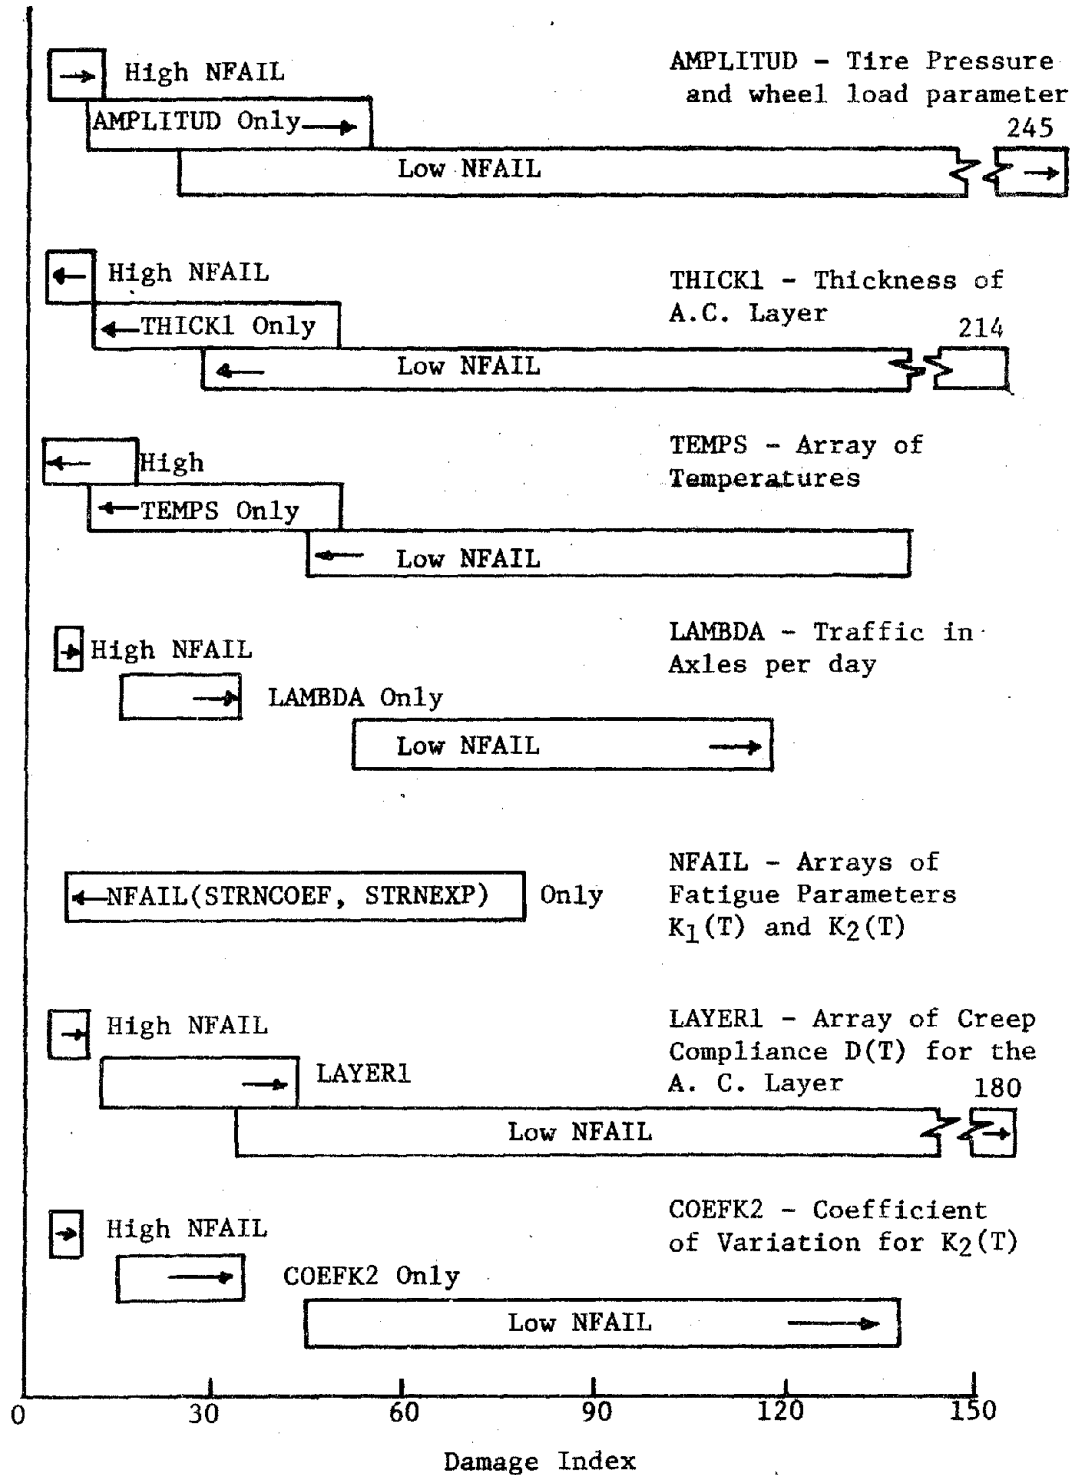 High NFAIL
AMPLITUD - Tire Pressure
and wheel load parameter
AMPLITUD Only
245
Low NFAIL
High NFAIL
THICK1 - Thickness of
A.C. Layer
THICK1 Only
214
Low NFAIL
TEMPS - Array of
Temperatures
High
TEMPS Only
Low NFAIL
LAMBDA - Traffic in
Axles per day
High NFAIL
LAMBDA Only
Low NFAIL
NFAIL - Arrays of
Fatigue Parameters
K1(T) and K2(T)
NFAIL(STRNCOEF, STRNEXP) Only
High NFAIL
LAYER1 - Array of Creep
Compliance D(T) for the
A. C. Layer
LAYER1
180
Low NFAIL
High NFAIL
COEFK2 - Coefficient
of Variation for K2(T)
COEFK2 Only
Low NFAIL
0 30 60 90 120 150
Damage Index